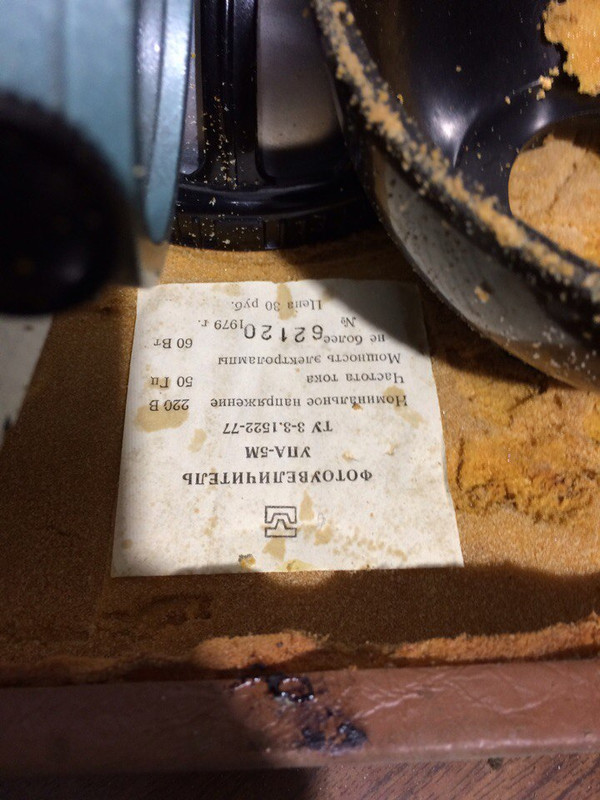 ФОТОУВЕЛИЧИТЕЛЬ
УПА-5М
ТУ 3-3.1522-77
Номинальное напряжение 220 В
Частота тока 50 Гц
Мощность электролампы
не более 60 Вт
№ 62120 1979 г.
Цена 30 руб.